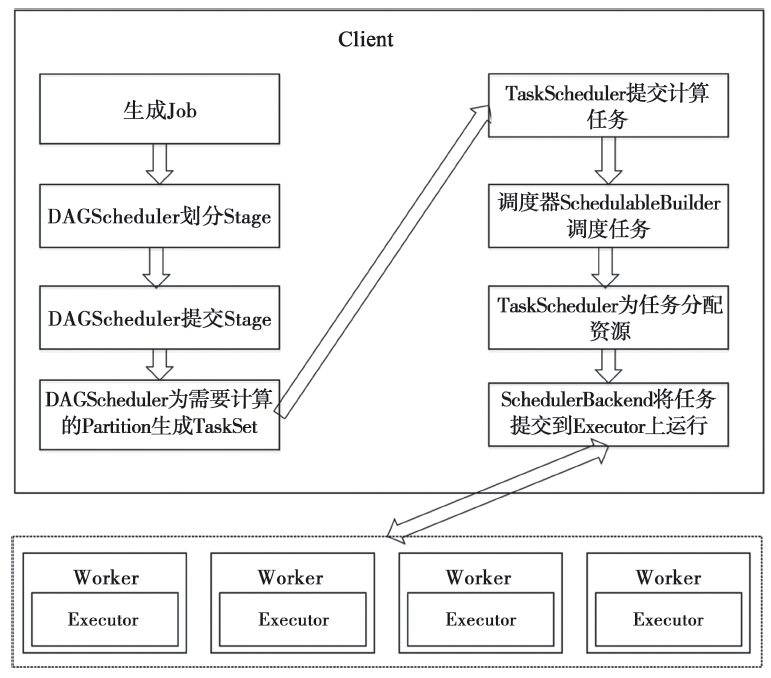 Client
生成Job
DAGScheduler划分Stage
DAGScheduler提交Stage
DAGScheduler为需要计算
的Partition生成TaskSet
TaskScheduler提交计算
任务
调度器SchedulableBuilder
调度任务
TaskScheduler为任务分配
资源
SchedulerBackend将任务
提交到Executor上运行
Worker
Executor
Worker
Executor
Worker
Executor
Worker
Executor